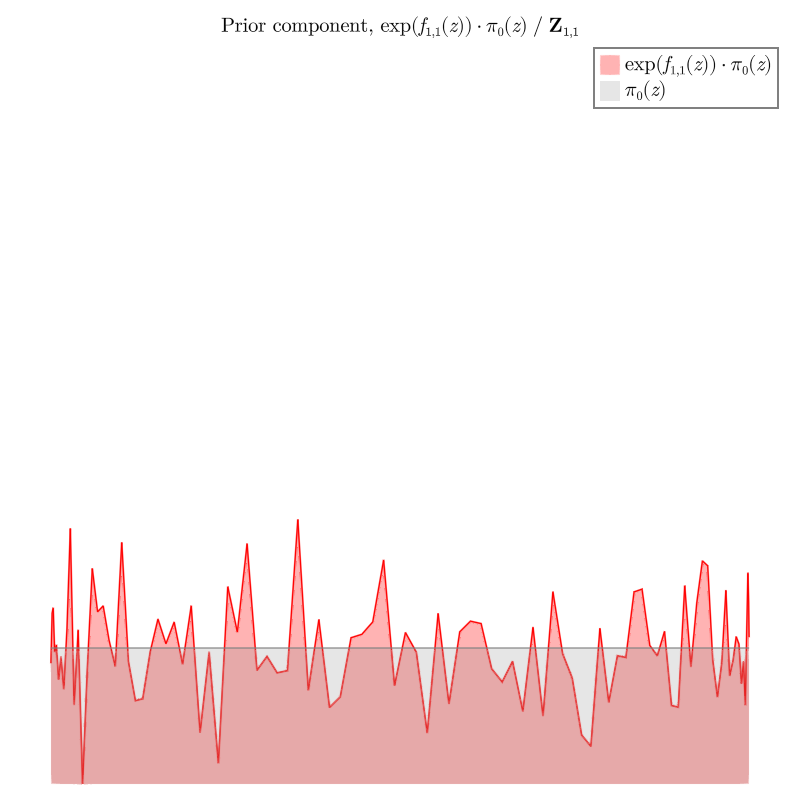 Prior component, exp(f₁,₁(z)) · π₀(z) / Z₁,₁
exp(f₁,₁(z)) · π₀(z)
π₀(z)